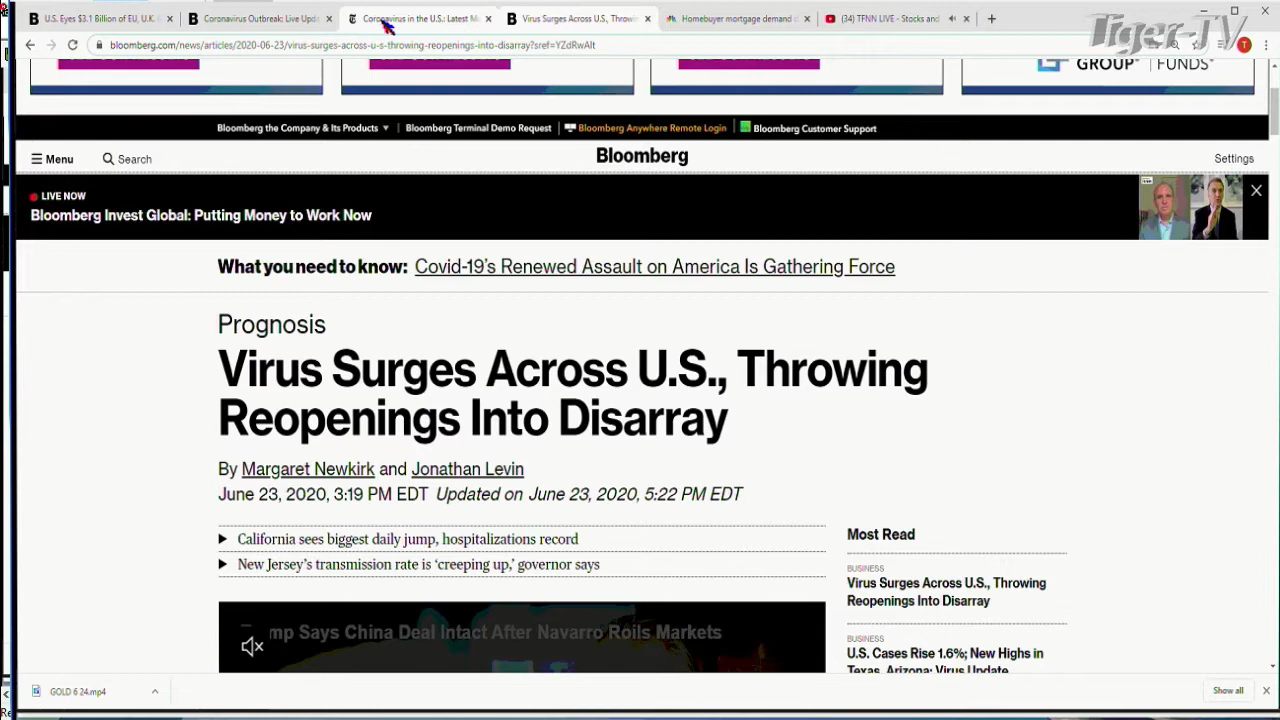 U.S. Eyes $3.1 Billion of EU, U.K.
Coronavirus Outbreak: Live Upda
Coronavirus in the U.S.: Latest M
Virus Surges Across U.S., Throwin
Homebuyer mortgage demand
(34) TFNN LIVE - Stocks and
Tiger-TV
bloomberg.com/news/articles/2020-06-23/virus-surges-across-u-s-throwing-reopenings-into-disarray?sref=YZdRwAlt
T
GROUP® | FUNDS®
Bloomberg the Company & Its Products
Bloomberg Terminal Demo Request
Bloomberg Anywhere Remote Login
Bloomberg Customer Support
Menu
Search
Bloomberg
Settings
LIVE NOW
Bloomberg Invest Global: Putting Money to Work Now
What you need to know: Covid-19's Renewed Assault on America Is Gathering Force
Prognosis
Virus Surges Across U.S., Throwing
Reopenings Into Disarray
By Margaret Newkirk and Jonathan Levin
June 23, 2020, 3:19 PM EDT Updated on June 23, 2020, 5:22 PM EDT
California sees biggest daily jump, hospitalizations record
New Jersey's transmission rate is 'creeping up,' governor says
mp Says China Deal Intact After Navarro Roils Markets
Most Read
BUSINESS
Virus Surges Across U.S., Throwing
Reopenings Into Disarray
BUSINESS
U.S. Cases Rise 1.6%; New Highs in
Texas, Arizona: Virus Update
GOLD 6 24.mp4
Show all
Re